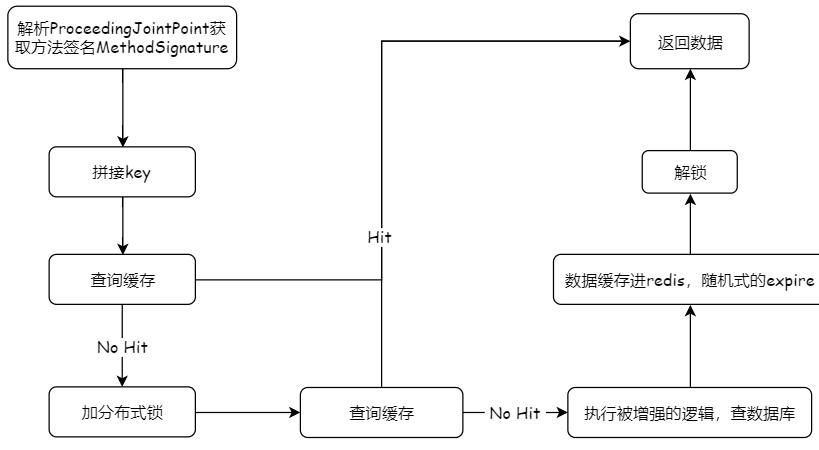 解析ProceedingJointPoint获
取方法签名MethodSignature
返回数据
拼接key
解锁
Hit
查询缓存
数据缓存进redis，随机式的expire
No Hit
加分布式锁
查询缓存
No Hit
执行被增强的逻辑，查数据库